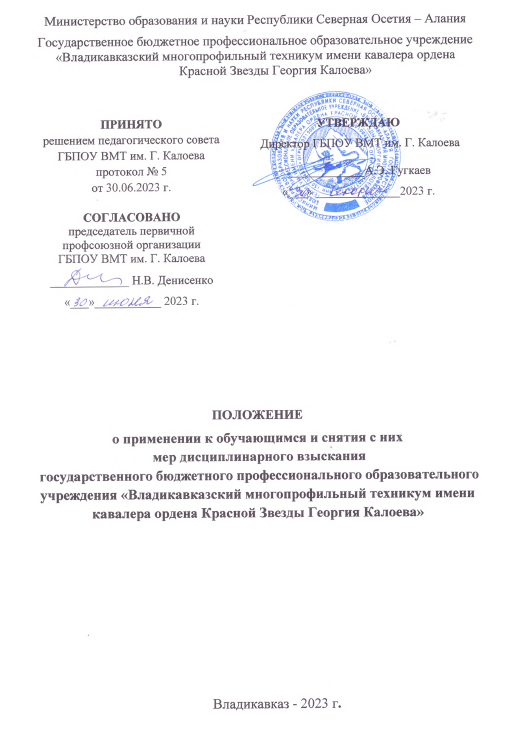 Министерство образования и науки Республики Северная Осетия – Алания
Государственное бюджетное профессиональное образовательное учреждение
«Владикавказский многопрофильный техникум имени кавалера ордена
Красной Звезды Георгия Калоева»
ПРИНЯТО
решением педагогического совета
ГБПОУ ВМТ им. Г. Калоева
протокол № 5
от 30.06.2023 г.
УТВЕРЖДАЮ
Директор ГБПОУ ВМТ им. Г. Калоева
А.Э. Гугкаев
2023 г.
СОГЛАСОВАНО
председатель первичной
профсоюзной организации
ГБПОУ ВМТ им. Г. Калоева
Н.В. Денисенко
«30» июня 2023 г.
ПОЛОЖЕНИЕ
о применении к обучающимся и снятия с них
мер дисциплинарного взыскания
государственного бюджетного профессионального образовательного
учреждения «Владикавказский многопрофильный техникум имени
кавалера ордена Красной Звезды Георгия Калоева»
Владикавказ - 2023 г.